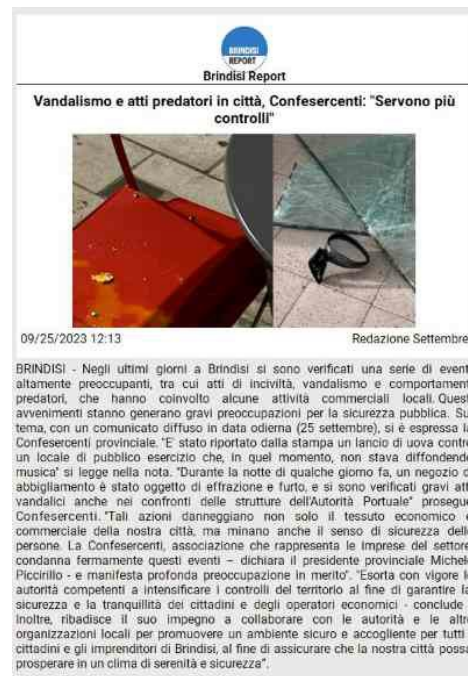 BRINDISI
REPORT
Brindisi Report
Vandalismo e atti predatori in città, Confesercenti: "Servono più
controlli"
09/25/2023 12:13
Redazione Settembre
BRINDISI - Negli ultimi giorni a Brindisi si sono verificati una serie di event
altamente preoccupanti, tra cui atti di inciviltà, vandalismo e comportament
predatori, che hanno coinvolto alcune attività commerciali locali. Quest
avvenimenti stanno generano gravi preoccupazioni per la sicurezza pubblica. Su
tema, con un comunicato diffuso in data odierna (25 settembre), si è espressa l
Confesercenti provinciale. "E' stato riportato dalla stampa un lancio di uova contr
un locale di pubblico esercizio che, in quel momento, non stava diffondend
musica" si legge nella nota. "Durante la notte di qualche giorno fa, un negozio d
abbigliamento è stato oggetto di effrazione e furto, e si sono verificati gravi att
vandalici anche nei confronti delle strutture dell'Autorità Portuale" prosegue
Confesercenti. "Tali azioni danneggiano non solo il tessuto economico e
commerciale della nostra città, ma minano anche il senso di sicurezza delle
persone. La Confesercenti, associazione che rappresenta le imprese del settore
condanna fermamente questi eventi – dichiara il presidente provinciale Michele
Piccirillo - e manifesta profonda preoccupazione in merito". "Esorta con vigore l
autorità competenti a intensificare i controlli del territorio al fine di garantire la
sicurezza e la tranquillità dei cittadini e degli operatori economici - conclude -
Inoltre, ribadisce il suo impegno a collaborare con le autorità e le altre
organizzazioni locali per promuovere un ambiente sicuro e accogliente per tutti i
cittadini e gli imprenditori di Brindisi, al fine di assicurare che la nostra città possa
prosperare in un clima di serenità e sicurezza".